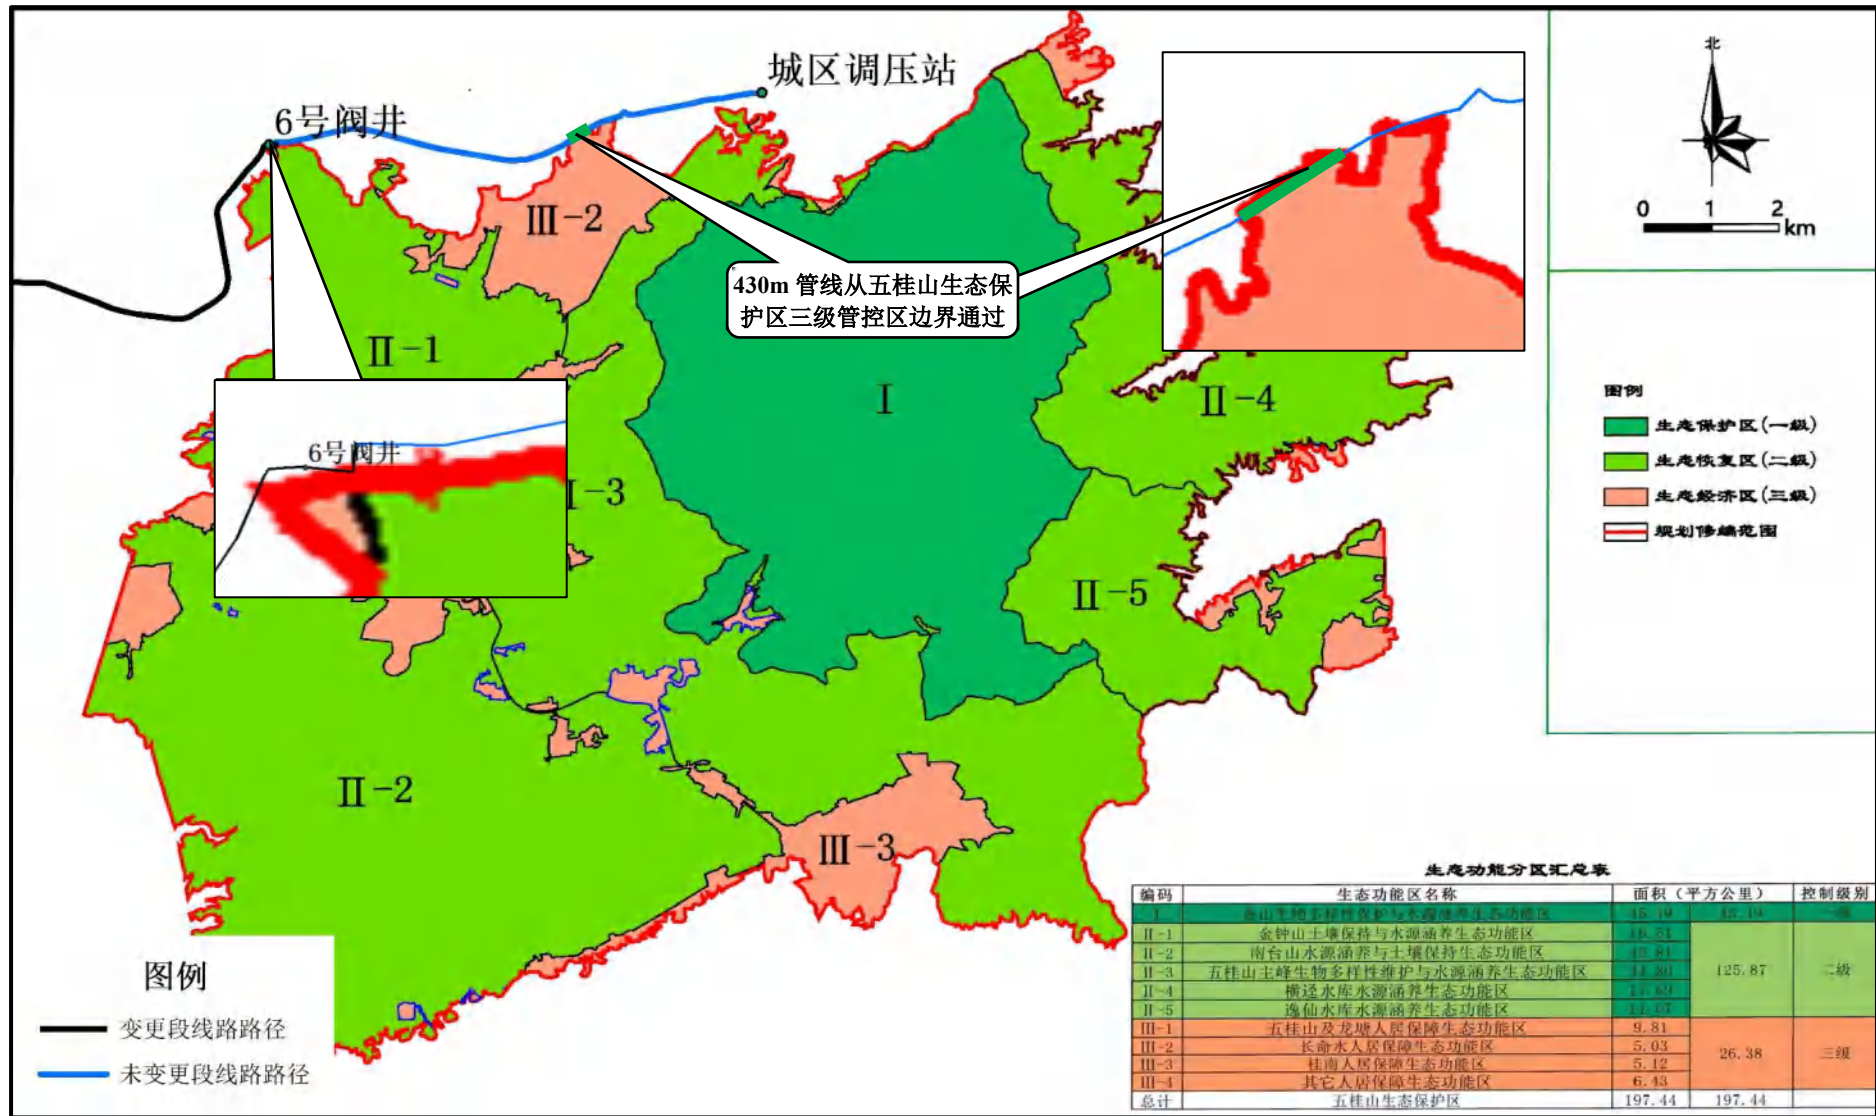 城区调压站
6号阀井
北
0 1 2 km
III-2
430m 管线从五桂山生态保
护区三级管控区边界通过
II-1
I
II-4
图例
生态保护区(一级)
生态恢复区(二级)
生态经济区(三级)
规划修编范围
6号阀井
I-3
II-5
II-2
III-3
图例
变更段线路路径
未变更段线路路径
生态功能分区汇总表
编码 生态功能区名称 面积（平方公里） 控制级别
I 45.19 45.19 一级
II-1 金钟山土壤保持与水源涵养生态功能区
II-2 南台山水源涵养与土壤保持生态功能区
II-3 五桂山主峰生物多样性维护与水源涵养生态功能区 125.87 二级
II-4 横迳水库水源涵养生态功能区
II-5 逸仙水库水源涵养生态功能区
III-1 五桂山及龙塘人居保障生态功能区 9.81
III-2 长命水人居保障生态功能区 5.03 26.38 三级
III-3 桂南人居保障生态功能区 5.12
III-4 其它人居保障生态功能区 6.43
总计 五桂山生态保护区 197.44 197.44